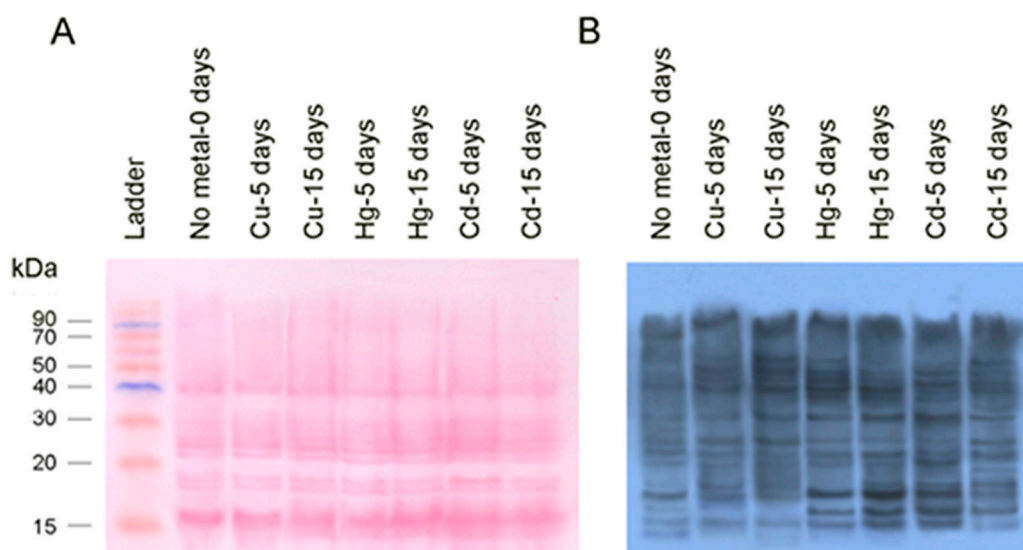 A
B
Ladder
No metal-0 days
Cu-5 days
Cu-15 days
Hg-5 days
Hg-15 days
Cd-5 days
Cd-15 days
No metal-0 days
Cu-5 days
Cu-15 days
Hg-5 days
Hg-15 days
Cd-5 days
Cd-15 days
kDa
90
70
50
40
30
20
15